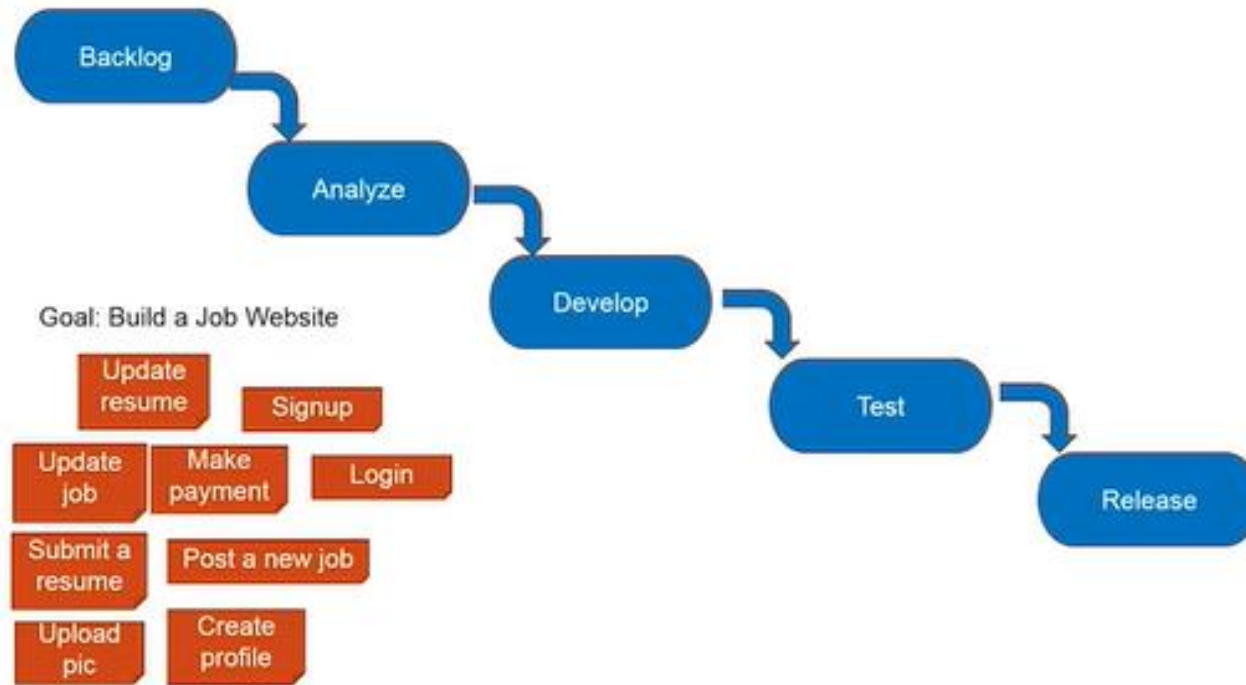 Backlog
Analyze
Develop
Test
Release
Goal: Build a Job Website
Update
resume
Signup
Update
job
Make
payment
Login
Submit a
resume
Post a new job
Upload
pic
Create
profile